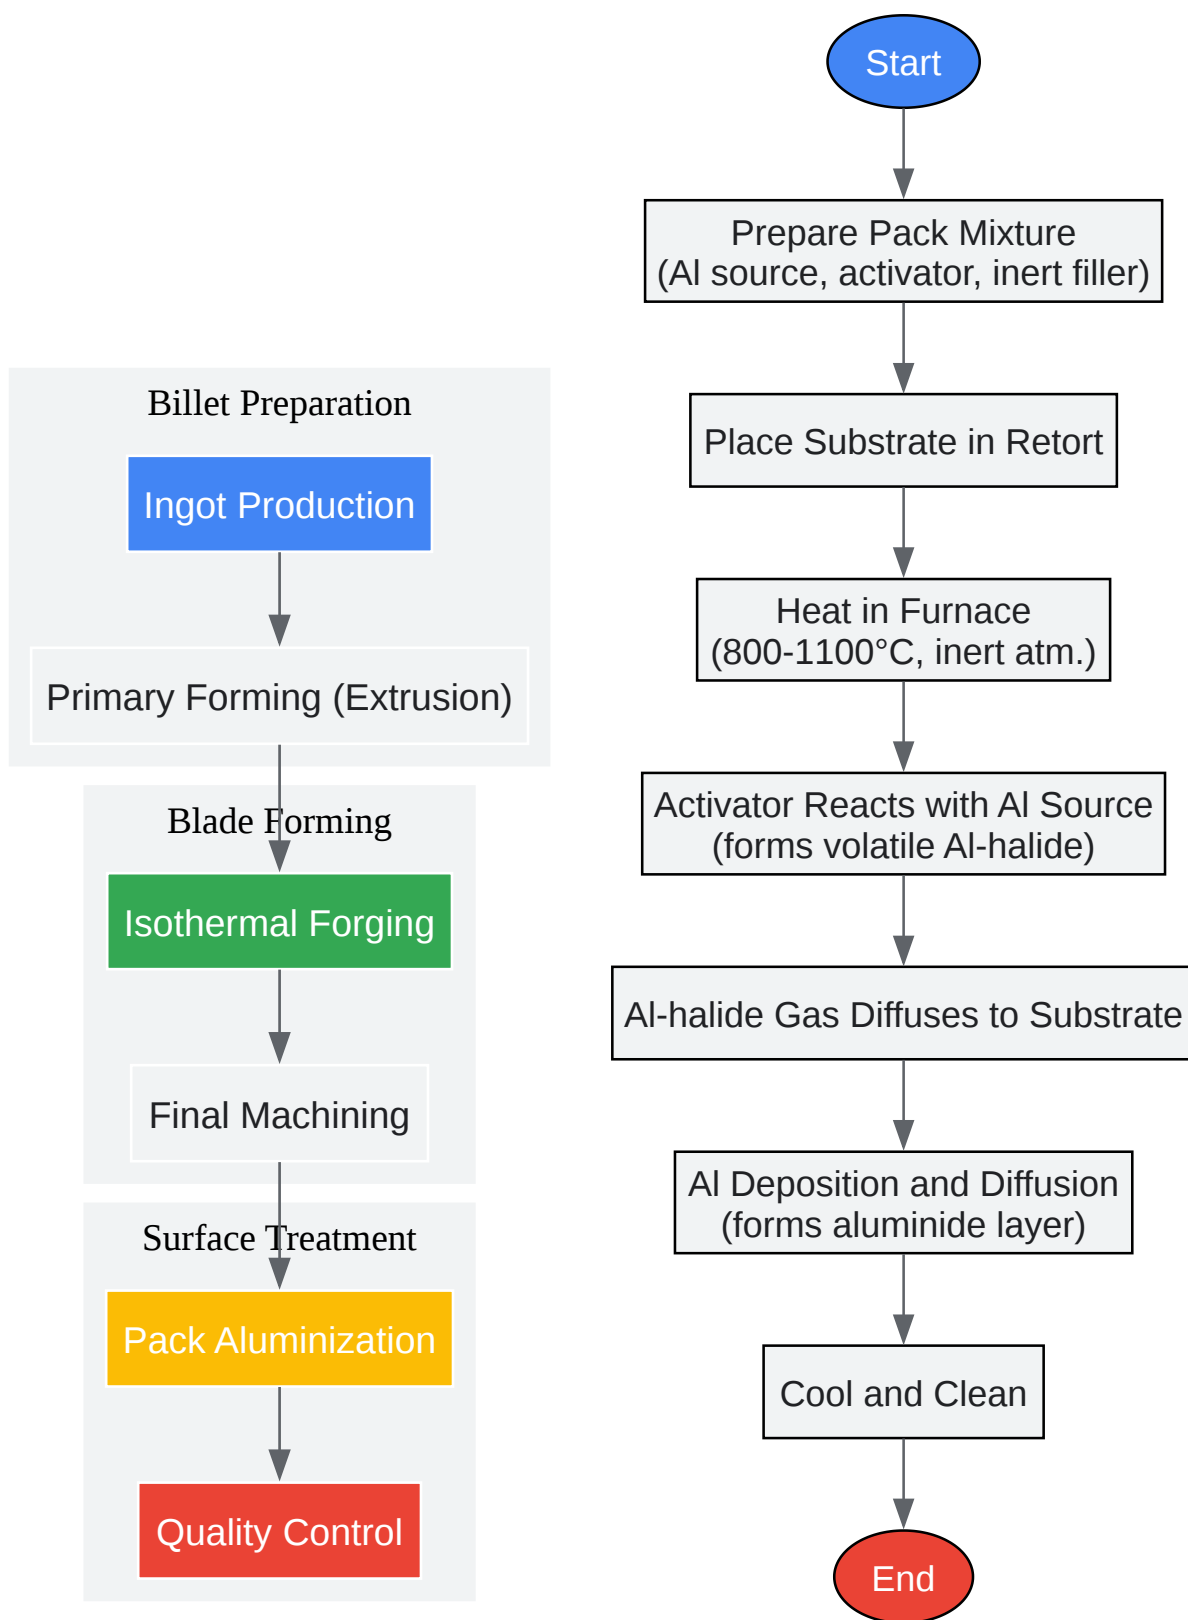 Billet Preparation
Ingot Production
Primary Forming (Extrusion)
Blade Forming
Isothermal Forging
Final Machining
Surface Treatment
Pack Aluminization
Quality Control
Start
Prepare Pack Mixture
(Al source, activator, inert filler)
Place Substrate in Retort
Heat in Furnace
(800-1100°C, inert atm.)
Activator Reacts with Al Source
(forms volatile Al-halide)
Al-halide Gas Diffuses to Substrate
Al Deposition and Diffusion
(forms aluminide layer)
Cool and Clean
End